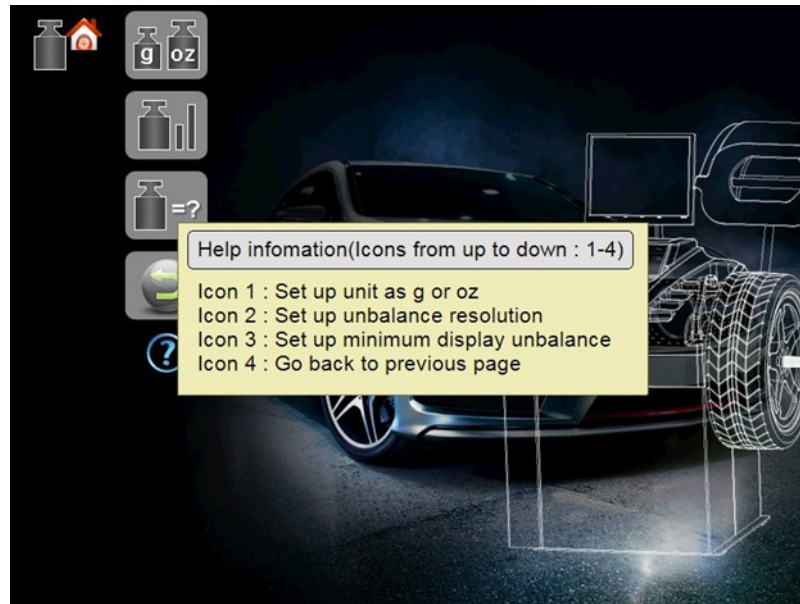 g oz
=?
?
Help infomation(Icons from up to down : 1-4)
Icon 1 : Set up unit as g or oz
Icon 2 : Set up unbalance resolution
Icon 3 : Set up minimum display unbalance
Icon 4 : Go back to previous page